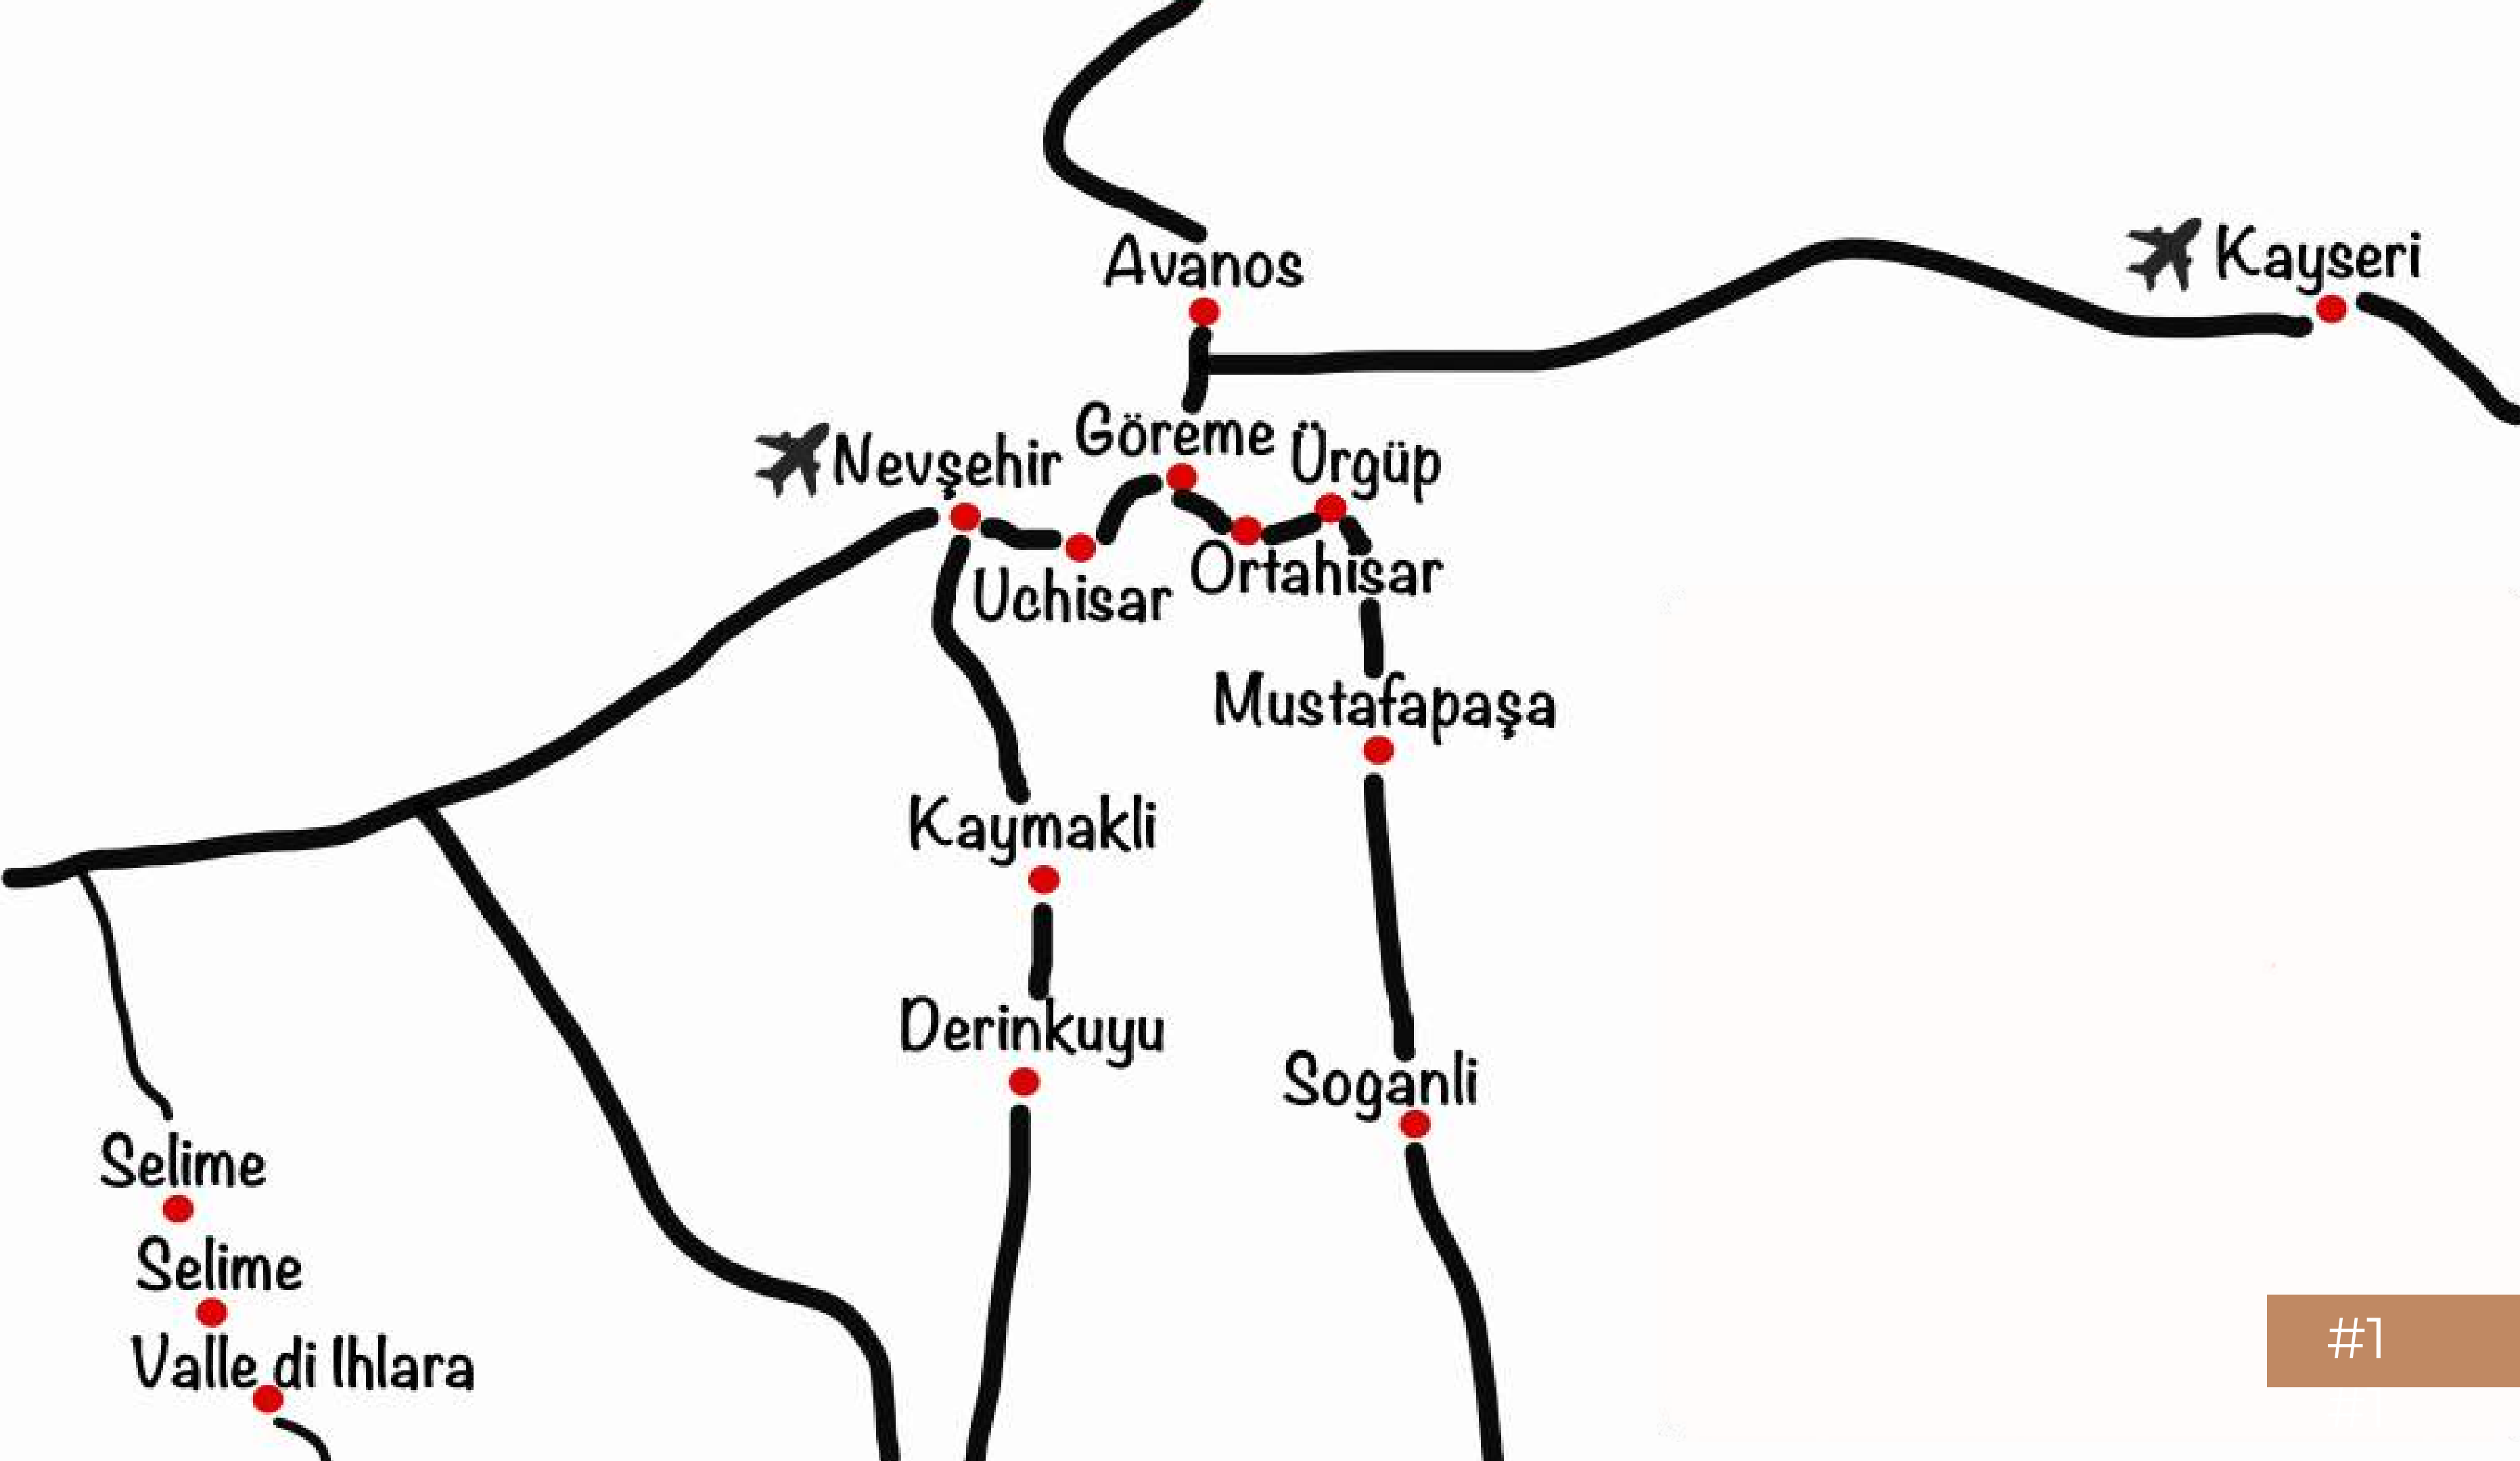 Avanos
Kayseri
Göreme
Ürgüp
Nevşehir
Ortahisar
Uchisar
Mustafapaşa
Kaymakli
Derinkuyu
Soganli
Selime
Selime
Valle di Ihlara
#1